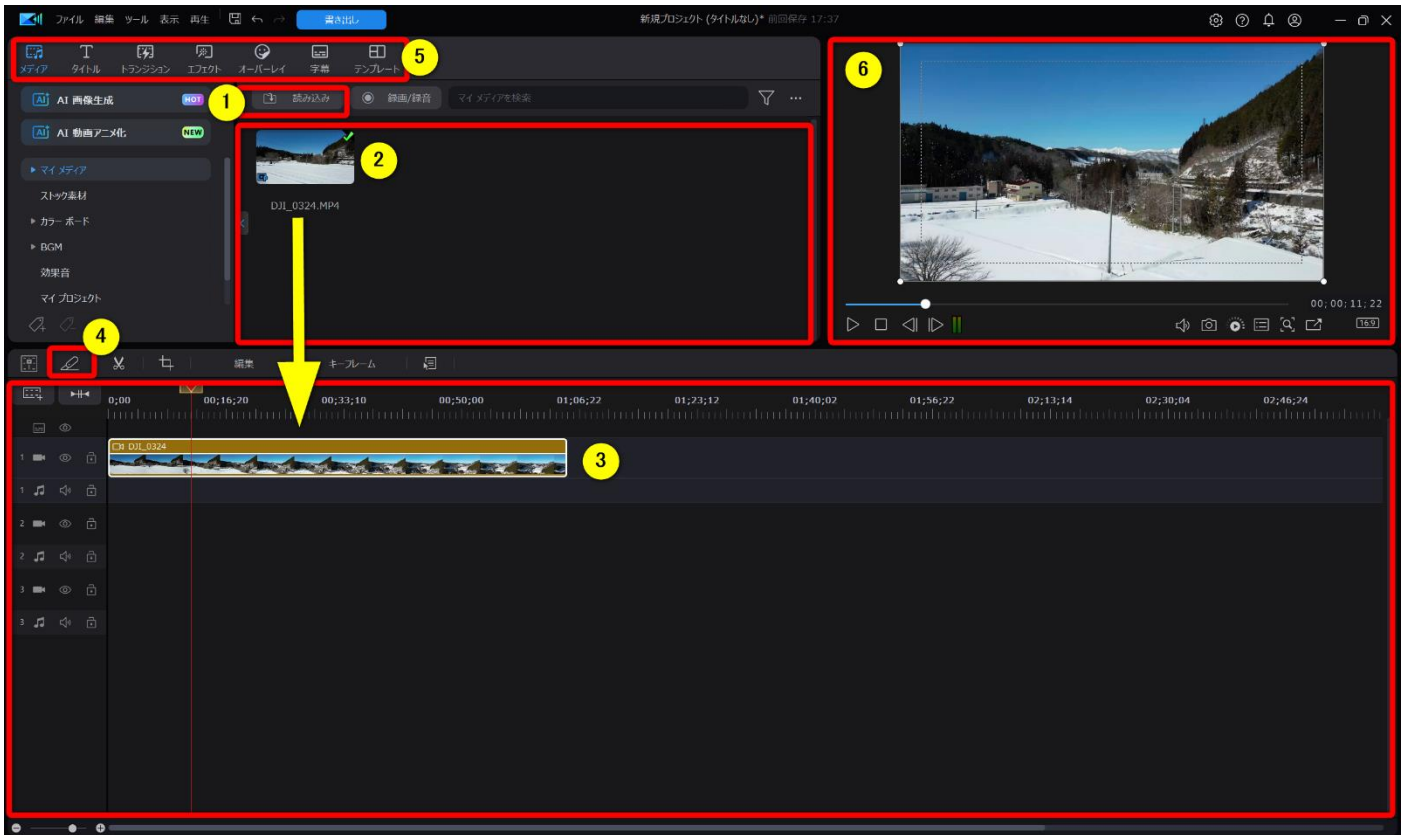 ファイル 編集 ツール 表示 再生 書き出し 新規プロジェクト (タイトルなし)* 前回保存 17:37
メディア タイトル トランジション エフェクト オーバーレイ 字幕 テンプレート 5
6
AI AI 画像生成 HOT 1 読み込み 録画/録音 マイ メディアを検索
AI AI 動画アニメ化 NEW
2
マイ メディア
ストック素材
DJI_0324.MP4
カラー ボード
BGM
効果音
マイ プロジェクト
00;00;11;22
16:9
4
編集 キーフレーム
0;00 00;16;20 00;33;10 00;50;00 01;06;22 01;23;12 01;40;02 01;56;22 02;13;14 02;30;04 02;46;24
DJI_0324
1 3
1
2
2
3
3